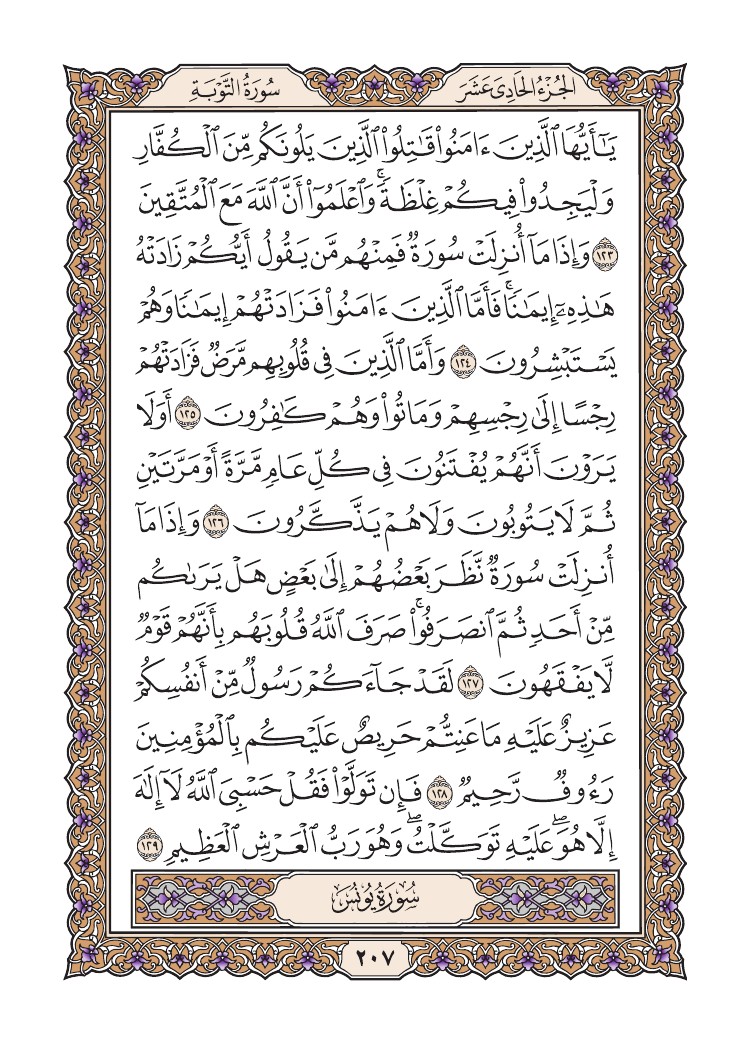 الجُزْءُ الحَادِىَ عَشَرَ
سُورَةُ التَّوْبَةِ
يَـٰٓأَيُّهَا ٱلَّذِينَ ءَامَنُوا۟ قَـٰتِلُوا۟ ٱلَّذِينَ يَلُونَكُم مِّنَ ٱلْكُفَّارِ
وَلْيَجِدُوا۟ فِيكُمْ غِلْظَةً ۚ وَٱعْلَمُوٓا۟ أَنَّ ٱللَّهَ مَعَ ٱلْمُتَّقِينَ
١٢٣ وَإِذَا مَآ أُنزِلَتْ سُورَةٌ فَمِنْهُم مَّن يَقُولُ أَيُّكُمْ زَادَتْهُ
هَـٰذِهِۦٓ إِيمَـٰنًا ۚ فَأَمَّا ٱلَّذِينَ ءَامَنُوا۟ فَزَادَتْهُمْ إِيمَـٰنًا وَهُمْ
يَسْتَبْشِرُونَ ١٢٤ وَأَمَّا ٱلَّذِينَ فِى قُلُوبِهِم مَّرَضٌ فَزَادَتْهُمْ
رِجْسًا إِلَىٰ رِجْسِهِمْ وَمَاتُوا۟ وَهُمْ كَـٰفِرُونَ ١٢٥ أَوَلَا
يَرَوْنَ أَنَّهُمْ يُفْتَنُونَ فِى كُلِّ عَامٍ مَّرَّةً أَوْ مَرَّتَيْنِ
ثُمَّ لَا يَتُوبُونَ وَلَا هُمْ يَذَّكَّرُونَ ١٢٦ وَإِذَا مَآ
أُنزِلَتْ سُورَةٌ نَّظَرَ بَعْضُهُمْ إِلَىٰ بَعْضٍ هَلْ يَرَىٰكُم
مِّنْ أَحَدٍ ثُمَّ ٱنصَرَفُوا۟ ۚ صَرَفَ ٱللَّهُ قُلُوبَهُم بِأَنَّهُمْ قَوْمٌ
لَّا يَفْقَهُونَ ١٢٧ لَقَدْ جَآءَكُمْ رَسُولٌ مِّنْ أَنفُسِكُمْ
عَزِيزٌ عَلَيْهِ مَا عَنِتُّمْ حَرِيصٌ عَلَيْكُم بِٱلْمُؤْمِنِينَ
رَءُوفٌ رَّحِيمٌ ١٢٨ فَإِن تَوَلَّوْا۟ فَقُلْ حَسْبِىَ ٱللَّهُ لَآ إِلَـٰهَ
إِلَّا هُوَ ۖ عَلَيْهِ تَوَكَّلْتُ ۖ وَهُوَ رَبُّ ٱلْعَرْشِ ٱلْعَظِيمِ ١٢٩
سُورَةُ يُونُسَ
٢٠٧